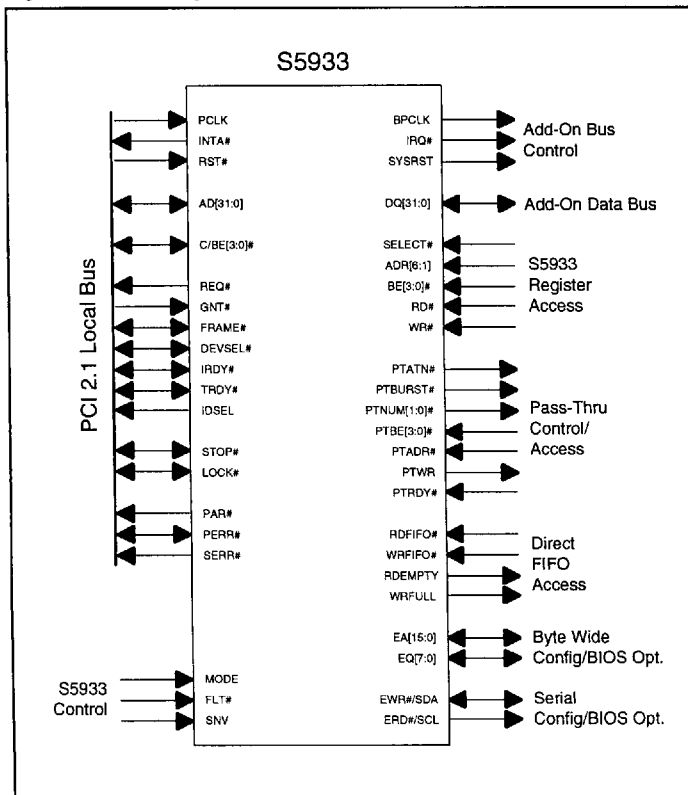 S5933
PCI 2.1 Local Bus
PCLK
INTA#
RST#
AD[31:0]
C/BE[3:0]#
REQ#
GNT#
FRAME#
DEVSEL#
IRDY#
TRDY#
IDSEL
STOP#
LOCK#
PAR#
PERR#
SERR#
S5933
Control
MODE
FLT#
SNV
BPCLK
IRQ#
SYSRST
Add-On Bus
Control
DQ[31:0]
Add-On Data Bus
SELECT#
ADR[6:1]
BE[3:0]#
RD#
WR#
S5933
Register
Access
PTATN#
PTBURST#
PTNUM[1:0]#
PTBE[3:0]#
PTADR#
PTWR
PTRDY#
Pass-Thru
Control/
Access
RDFIFO#
WRFIFO#
RDEMPTY
WRFULL
Direct
FIFO
Access
EA[15:0]
EQ[7:0]
Byte Wide
Config/BIOS Opt.
EWR#/SDA
ERD#/SCL
Serial
Config/BIOS Opt.